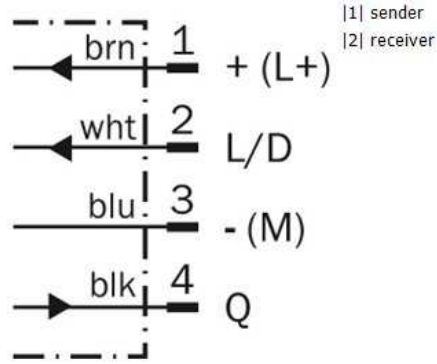 brn 1 + (L+)
wht 2 L/D
blu 3 - (M)
blk 4 Q
|1| sender
|2| receiver